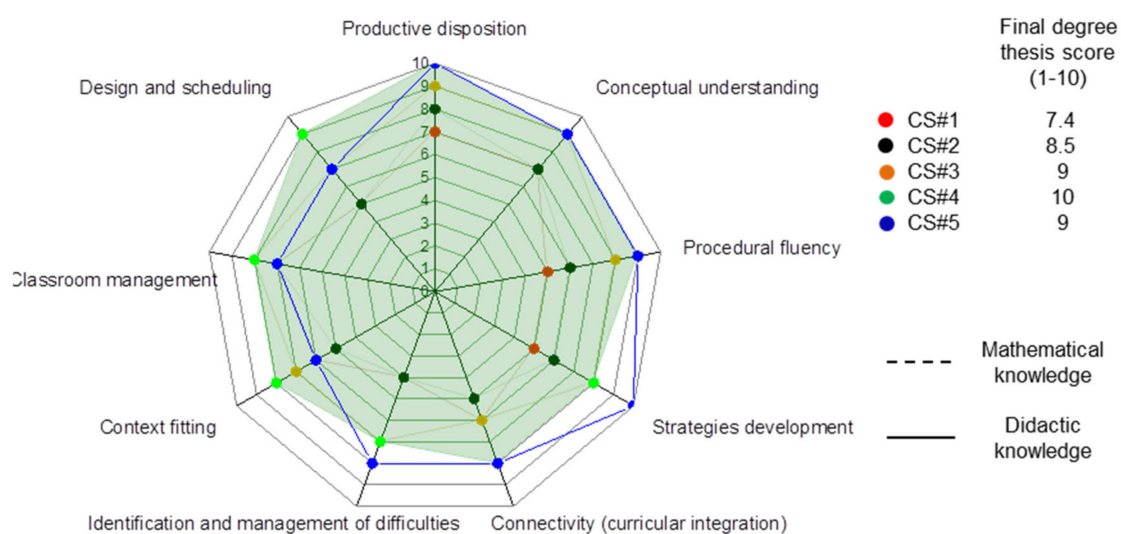 Productive disposition
Design and scheduling
Conceptual understanding
10
9
8
7
6
5
4
3
2
1
0
Procedural fluency
Classroom management
Context fitting
Strategies development
Identification and management of difficulties
Connectivity (curricular integration)
Final degree
thesis score
(1-10)
CS#1 7.4
CS#2 8.5
CS#3 9
CS#4 10
CS#5 9
Mathematical
knowledge
Didactic
knowledge